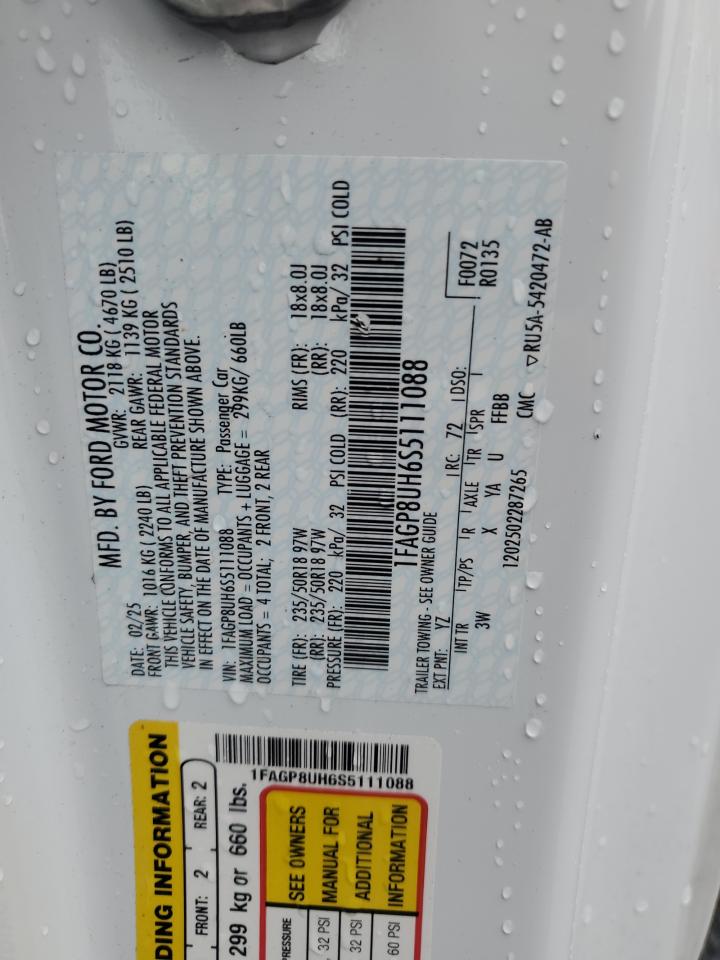 MFD. BY FORD MOTOR CO.
DATE: 02/25 GVWR: 2118 KG ( 4670 LB)
FRONT GAWR: 1016 KG ( 2240 LB) REAR GAWR: 1139 KG ( 2510 LB)
THIS VEHICLE CONFORMS TO ALL APPLICABLE FEDERAL MOTOR
VEHICLE SAFETY, BUMPER, AND THEFT PREVENTION STANDARDS
IN EFFECT ON THE DATE OF MANUFACTURE SHOWN ABOVE.
VIN: 1FAGP8UH6S5111088 TYPE: Passenger Car
MAXIMUM LOAD = OCCUPANTS + LUGGAGE = 299KG/ 660LB
OCCUPANTS = 4 TOTAL; 2 FRONT, 2 REAR
TIRE (FR): 235/50R18 97W RIMS (FR): 18x8.0J
(RR): 235/50R18 97W (RR): 18x8.0J
PRESSURE (FR): 220 kPa/ 32 PSI COLD (RR): 220 kPa/ 32 PSI COLD
1FAGP8UH6S5111088
TRAILER TOWING - SEE OWNER GUIDE F0072
EXT PNT: YZ RC: 72 DSO: R0135
INT TR TP/PS R AXLE TR SPR
3W X YA U FFBB
1202502287265 CMC ▽RU5A-5420472-AB
DING INFORMATION
FRONT: 2 REAR: 2
299 kg or 660 lbs.
1FAGP8UH6S5111088
PRESSURE
32 PSI
32 PSI
60 PSI
SEE OWNERS
MANUAL FOR
ADDITIONAL
INFORMATION